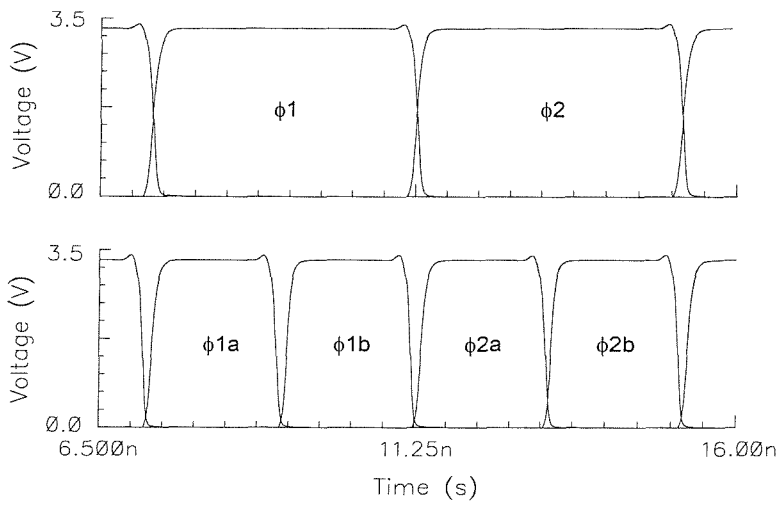 3.5
Voltage (V)
ϕ1
ϕ2
0.0
3.5
Voltage (V)
ϕ1a
ϕ1b
ϕ2a
ϕ2b
0.0
6.500n
11.25n
16.00n
Time (s)